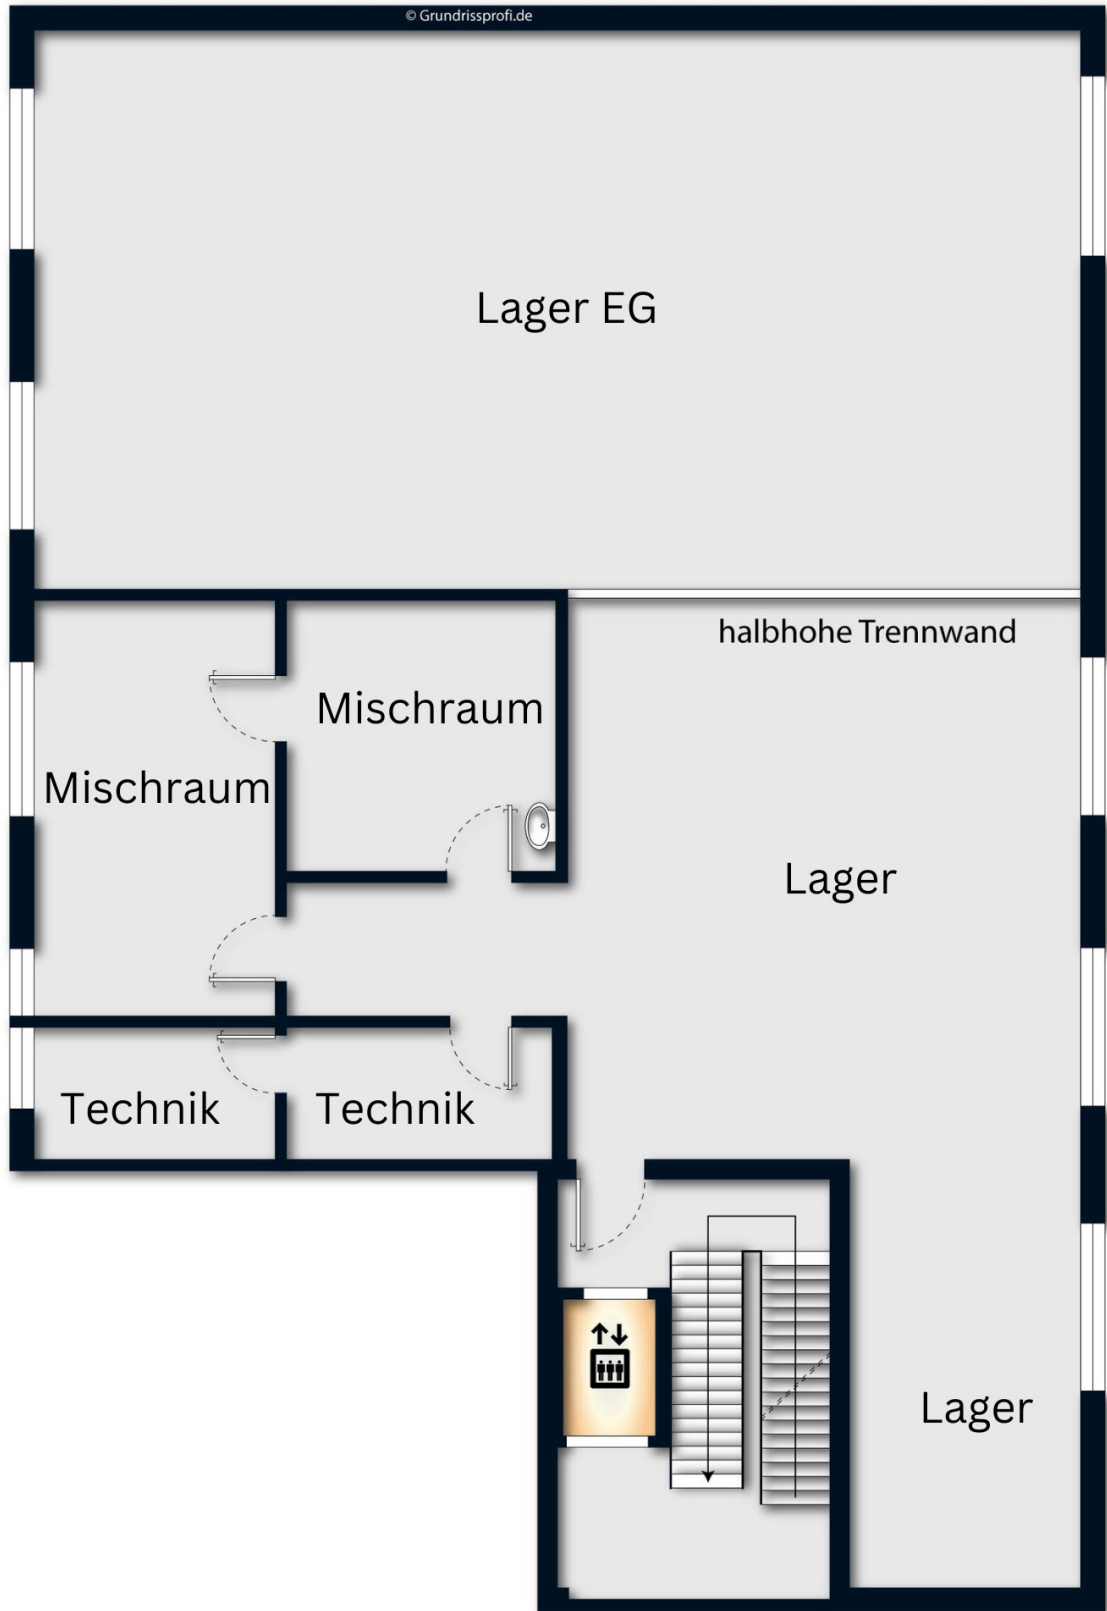 © Grundrissprofi.de
Lager EG
halbhohe Trennwand
Mischraum
Mischraum
Lager
Technik
Technik
Lager